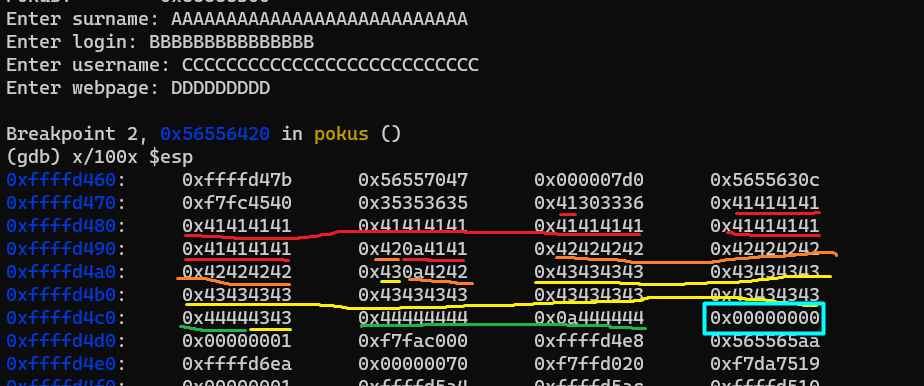 Enter surname: AAAAAAAAAAAAAAAAAAAAAAAAAAA
Enter login: BBBBBBBBBBBBBBB
Enter username: CCCCCCCCCCCCCCCCCCCCCCCCCCC
Enter webpage: DDDDDDDDD
Breakpoint 2, 0x56556420 in pokus ()
(gdb) x/100x $esp
0xffffd460: 0xffffd47b 0x56557047 0x000007d0 0x5655630c
0xffffd470: 0xf7fc4540 0x35353635 0x41303336 0x41414141
0xffffd480: 0x41414141 0x41414141 0x41414141 0x41414141
0xffffd490: 0x41414141 0x420a4141 0x42424242 0x42424242
0xffffd4a0: 0x42424242 0x430a4242 0x43434343 0x43434343
0xffffd4b0: 0x43434343 0x43434343 0x43434343 0x43434343
0xffffd4c0: 0x44444343 0x44444444 0x0a444444 0x00000000
0xffffd4d0: 0x00000001 0xf7fac000 0xffffd4e8 0x565565aa
0xffffd4e0: 0xffffd6ea 0x00000070 0xf7ffd020 0xf7da7519